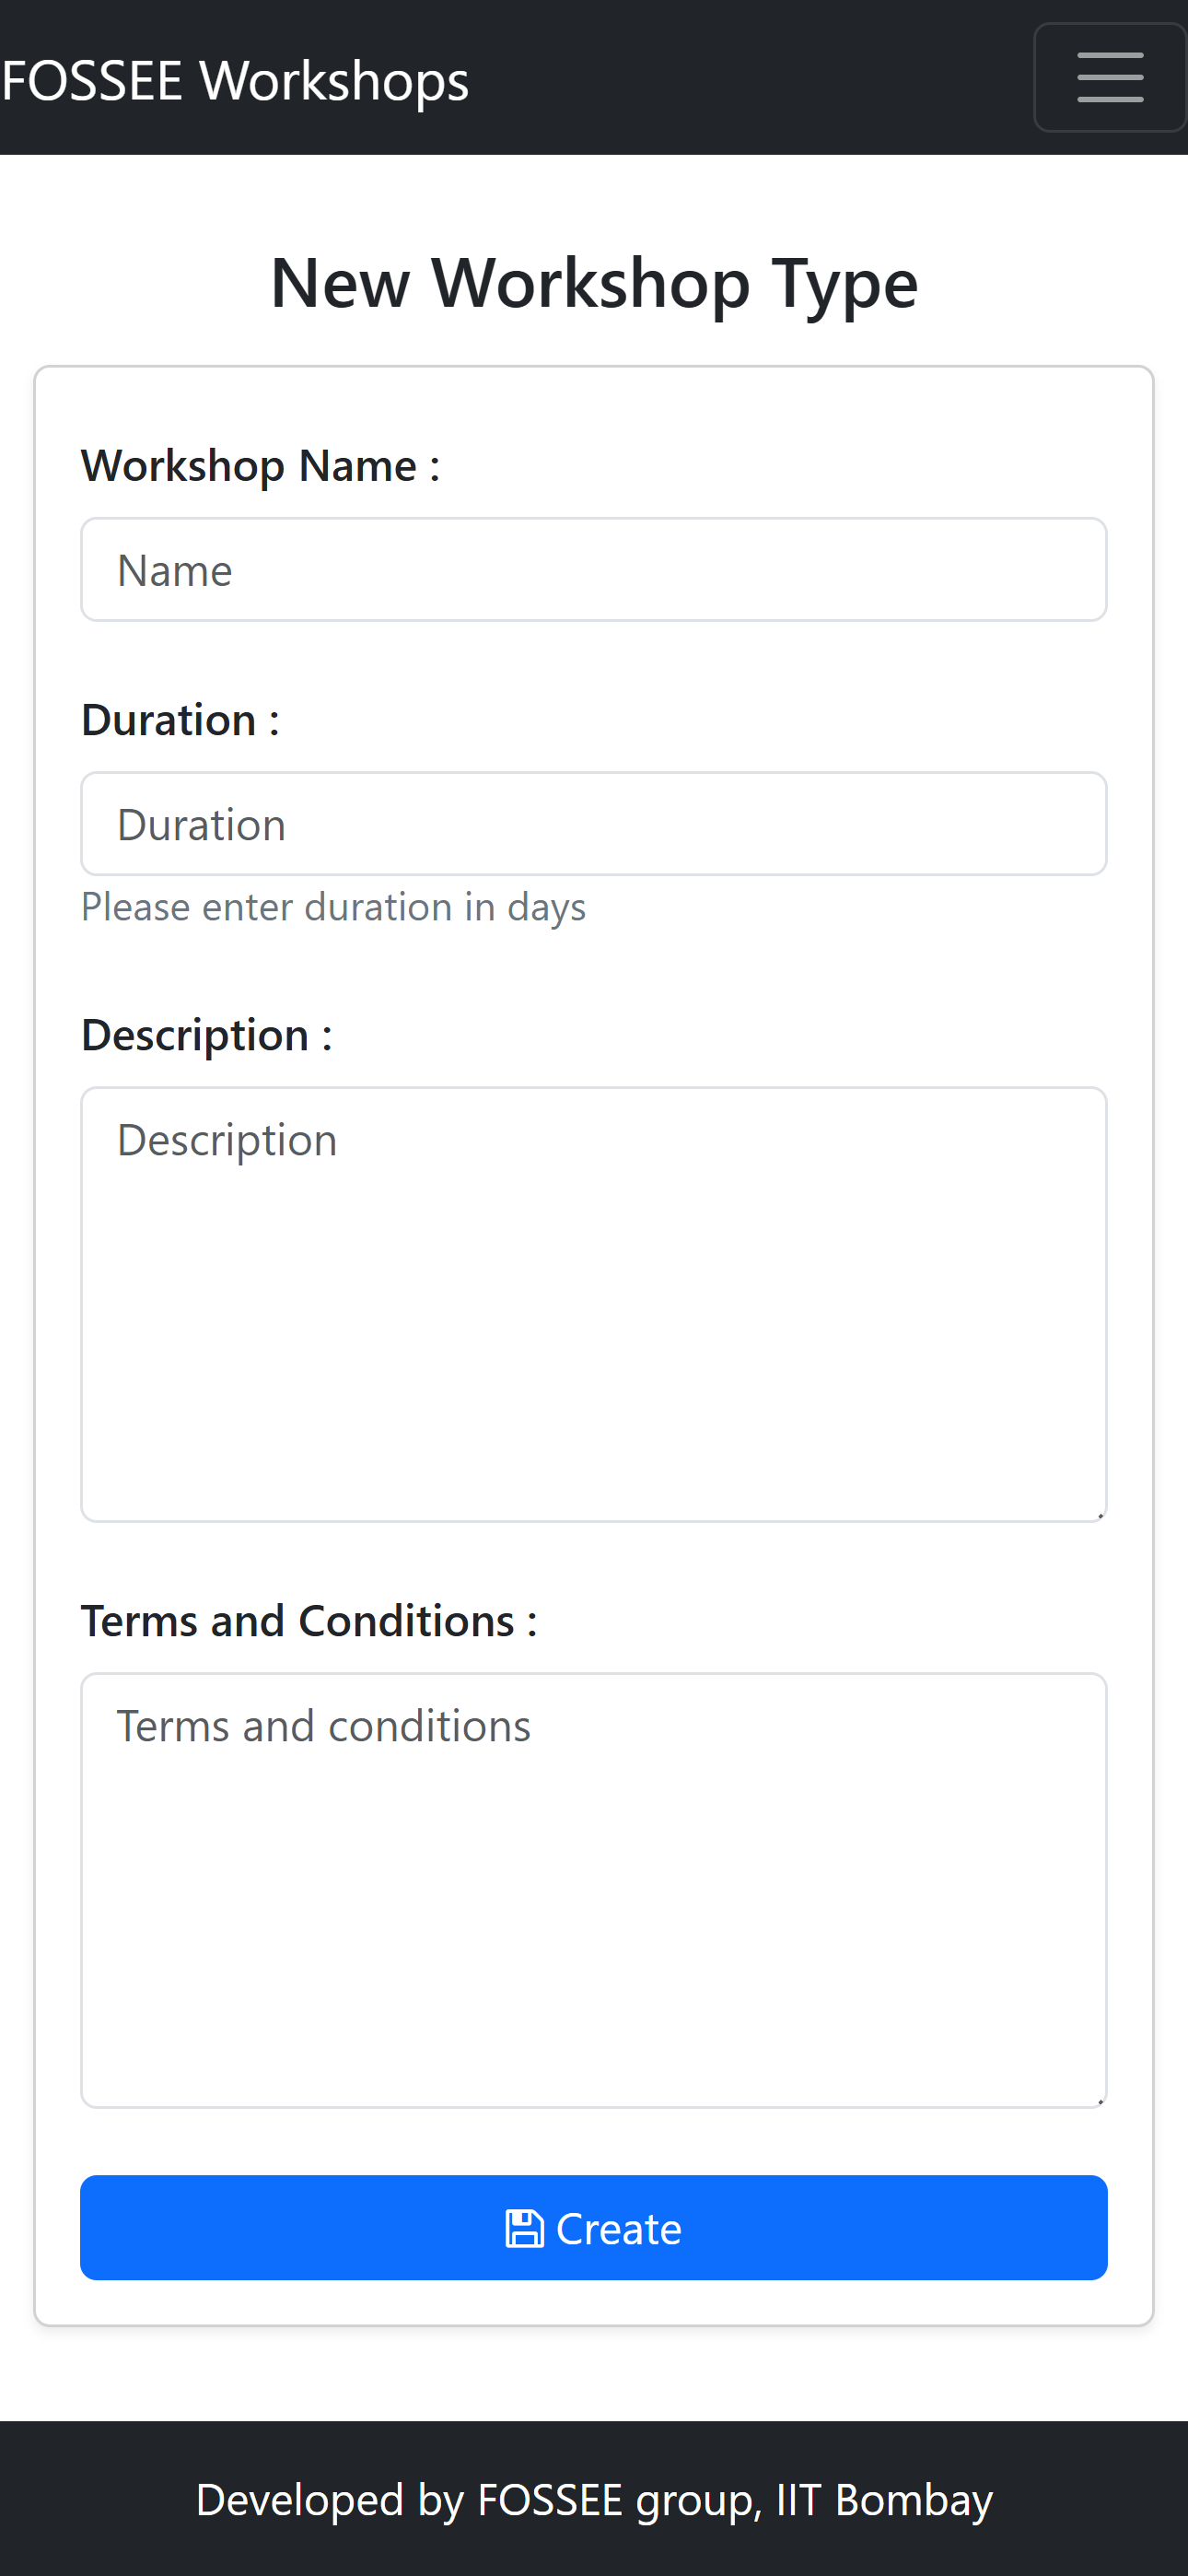 FOSSEE Workshops
New Workshop Type
Workshop Name :
Name
Duration :
Duration
Please enter duration in days
Description :
Description
Terms and Conditions :
Terms and conditions
Create
Developed by FOSSEE group, IIT Bombay